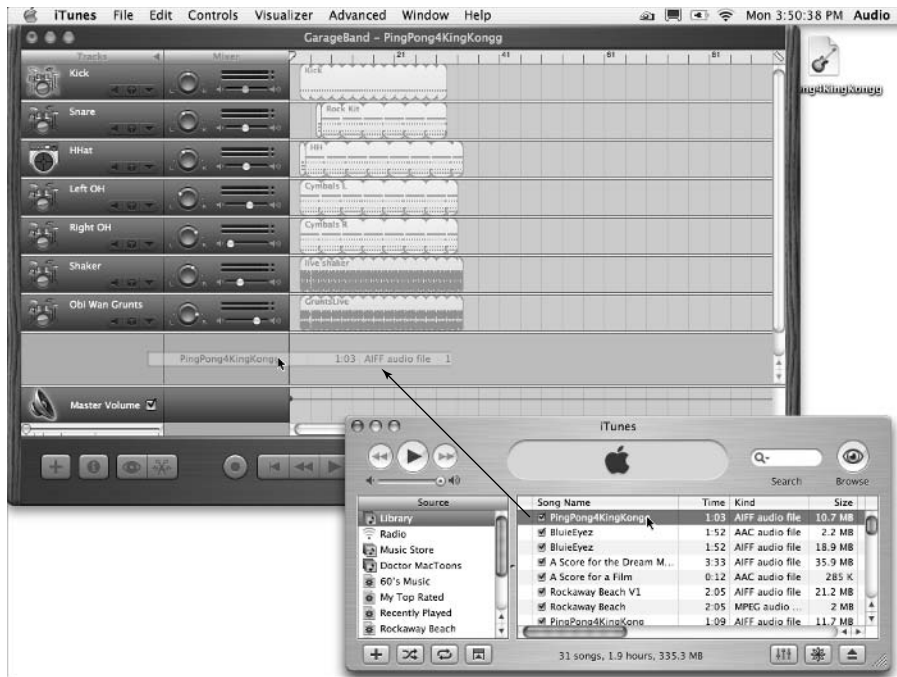 iTunes File Edit Controls Visualizer Advanced Window Help Mon 3:50:38 PM Audio
GarageBand – PingPong4KingKongg
Tracks Mixer 21 41 61 81
Kick Kick
Snare Rock Kit
HHat HH
Left OH Cymbals L
Right OH Cymbals R
Shaker live shaker
Obl Wan Grunts GruntsLive
ng4KingKongg
PingPong4KingKongg 1:03 AIFF audio file 1
Master Volume
iTunes
Search Browse
Source Song Name Time Kind Size
Library PingPong4KingKongg 1:03 AIFF audio file 10.7 MB
Radio BluieEyez 1:52 AAC audio file 2.2 MB
Music Store BluieEyez 1:52 AIFF audio file 18.9 MB
Doctor MacToons A Score for the Dream M... 3:33 AIFF audio file 35.9 MB
60's Music A Score for a Film 0:12 AAC audio file 285 K
My Top Rated Rockaway Beach V1 2:05 AIFF audio file 21.2 MB
Recently Played Rockaway Beach 2:05 MPEG audio ... 2 MB
Rockaway Beach PingPong4KingKong 1:09 AIFF audio file 11.7 MB
31 songs, 1.9 hours, 335.3 MB